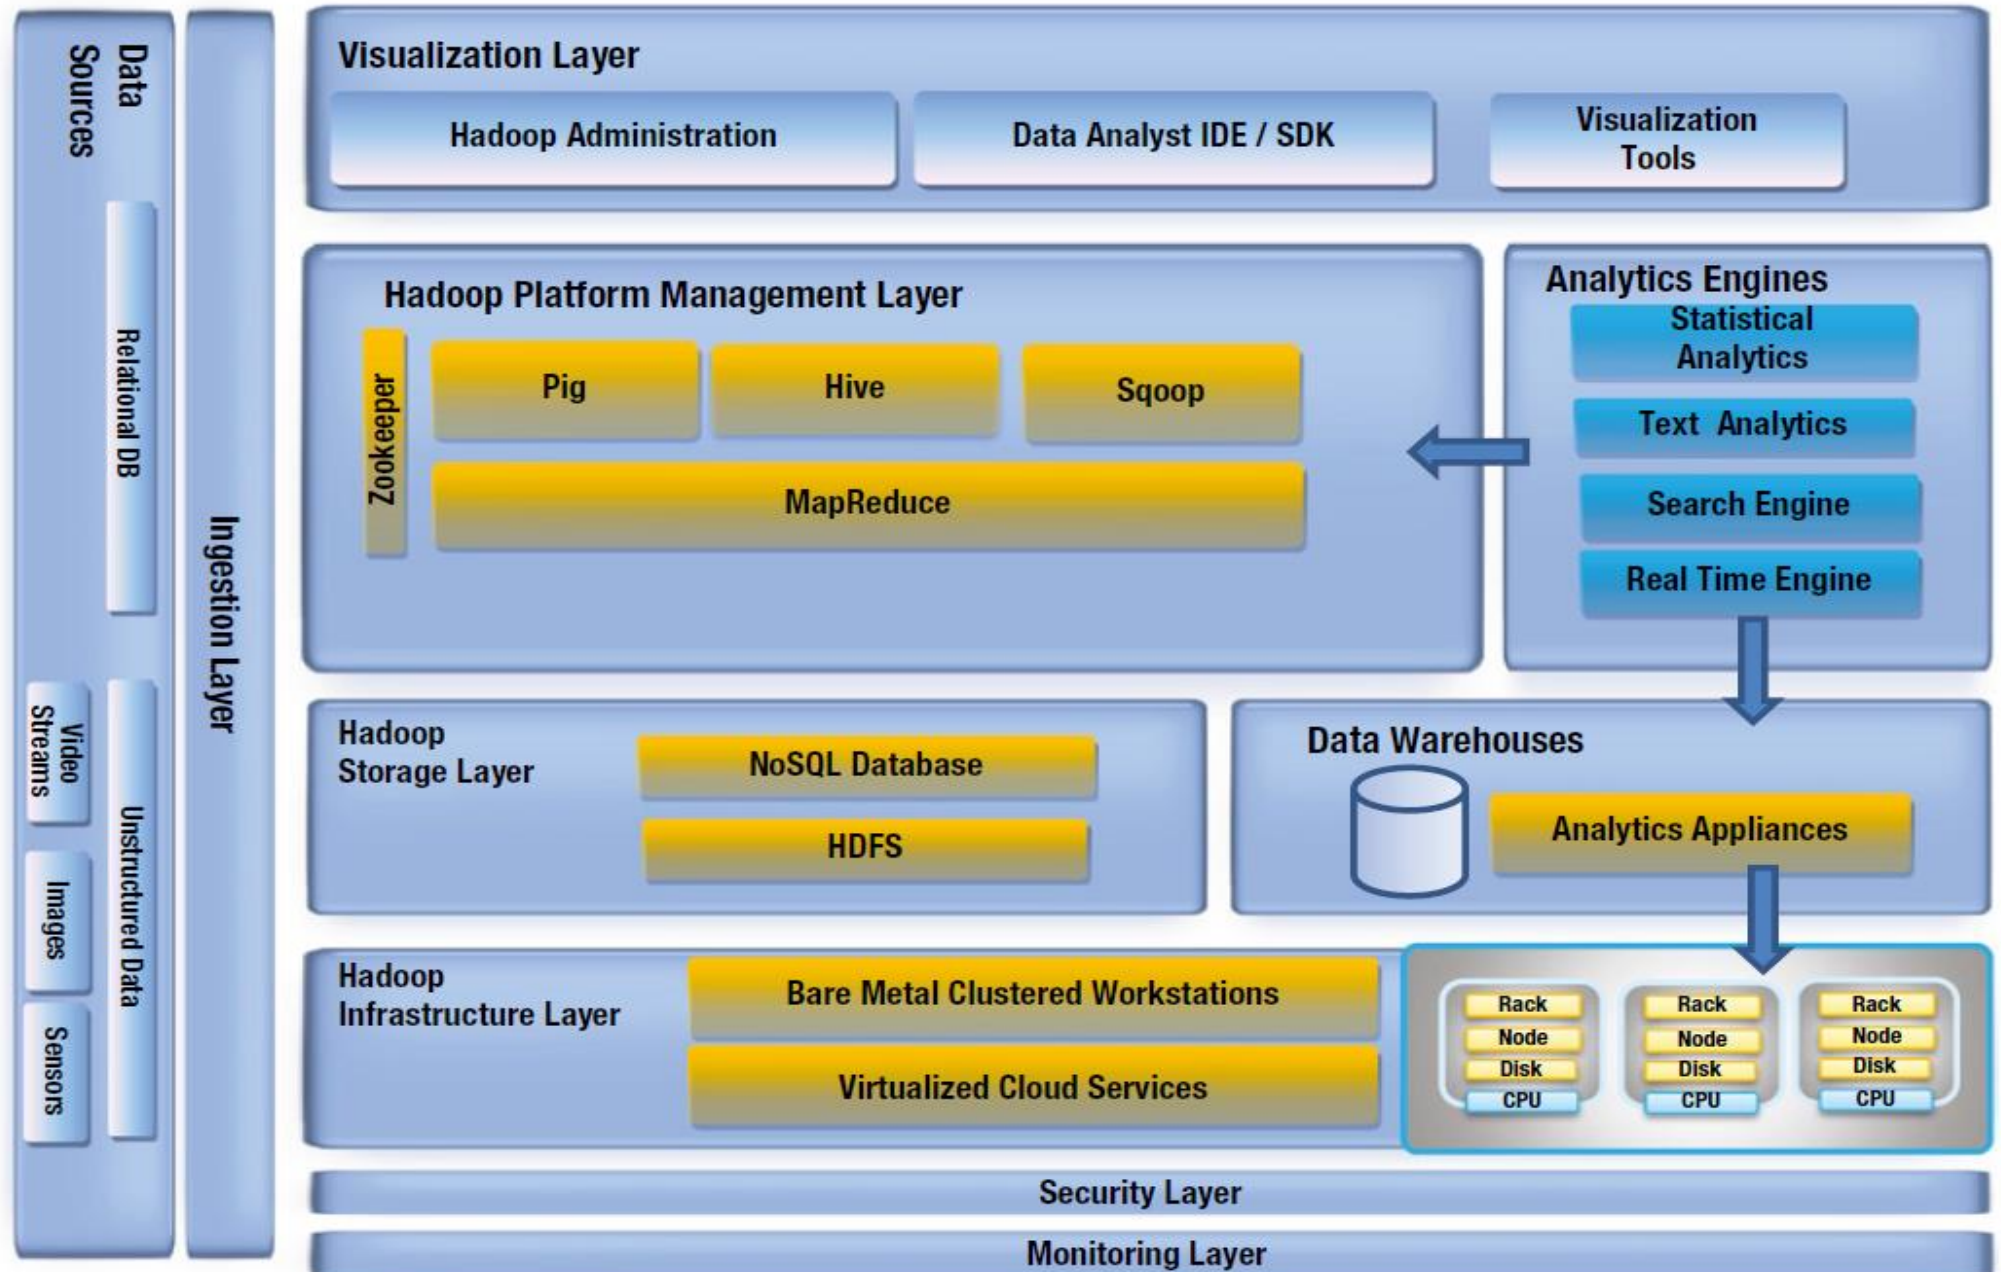 Data
Sources
Relational DB
Unstructured Data
Video
Streams
Images
Sensors
Ingestion Layer
Visualization Layer
Hadoop Administration
Data Analyst IDE / SDK
Visualization
Tools
Hadoop Platform Management Layer
Zookeeper
Pig
Hive
Sqoop
MapReduce
Analytics Engines
Statistical
Analytics
Text Analytics
Search Engine
Real Time Engine
Hadoop
Storage Layer
NoSQL Database
HDFS
Data Warehouses
Analytics Appliances
Hadoop
Infrastructure Layer
Bare Metal Clustered Workstations
Virtualized Cloud Services
Rack
Node
Disk
CPU
Rack
Node
Disk
CPU
Rack
Node
Disk
CPU
Security Layer
Monitoring Layer